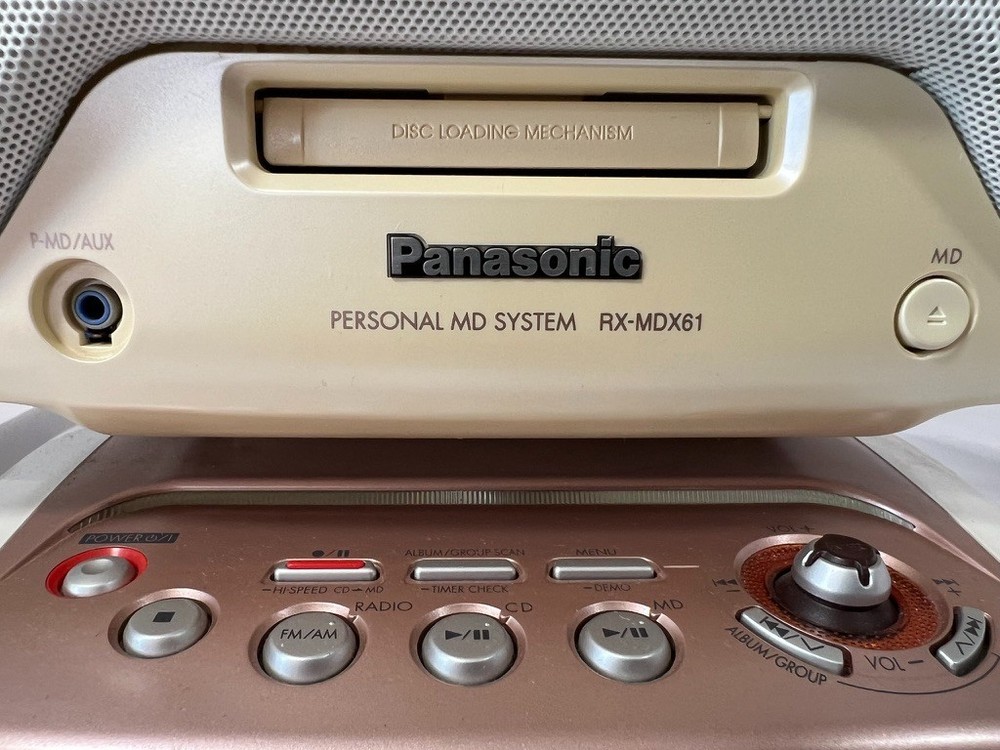 DISC LOADING MECHANISM
P-MD/AUX
Panasonic
MD
PERSONAL MD SYSTEM RX-MDX61
POWER ⏻/I
VOL +
●/II
ALBUM/GROUP SCAN
MENU
–HI-SPEED CD→MD
–TIMER CHECK
–DEMO
RADIO
CD
MD
FM/AM
ALBUM/GROUP
VOL –